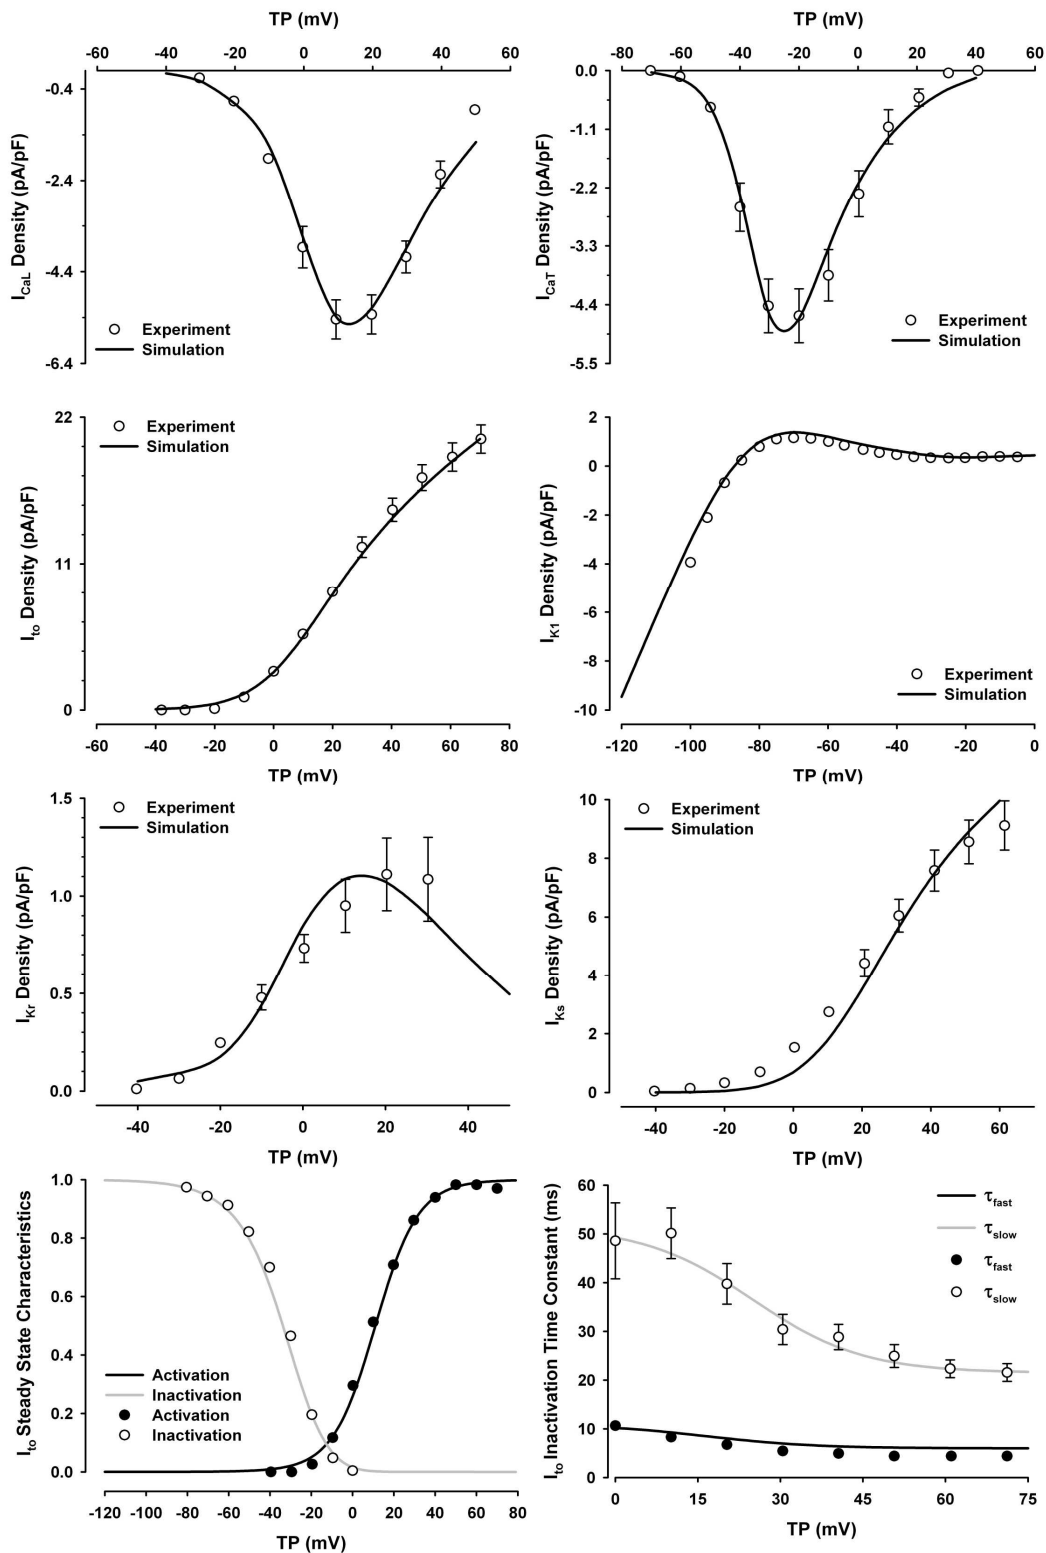 TP (mV)
-60 -40 -20 0 20 40 60
-0.4
-2.4
-4.4
-6.4
I_CaL Density (pA/pF)
Experiment
Simulation
TP (mV)
-80 -60 -40 -20 0 20 40 60
0.0
-1.1
-2.2
-3.3
-4.4
-5.5
I_CaT Density (pA/pF)
Experiment
Simulation
22
11
0
I_to Density (pA/pF)
Experiment
Simulation
-60 -40 -20 0 20 40 60 80
TP (mV)
2
0
-2
-4
-6
-8
-10
I_K1 Density (pA/pF)
Experiment
Simulation
-120 -100 -80 -60 -40 -20 0
TP (mV)
1.5
1.0
0.5
0.0
I_Kr Density (pA/pF)
Experiment
Simulation
-40 -20 0 20 40
TP (mV)
10
8
6
4
2
0
I_Ks Density (pA/pF)
Experiment
Simulation
-40 -20 0 20 40 60
TP (mV)
1.0
0.8
0.6
0.4
0.2
0.0
I_to Steady State Characteristics
Activation
Inactivation
Activation
Inactivation
-120 -100 -80 -60 -40 -20 0 20 40 60 80
TP (mV)
60
50
40
30
20
10
0
I_to Inactivation Time Constant (ms)
τ_fast
τ_slow
τ_fast
τ_slow
0 15 30 45 60 75
TP (mV)